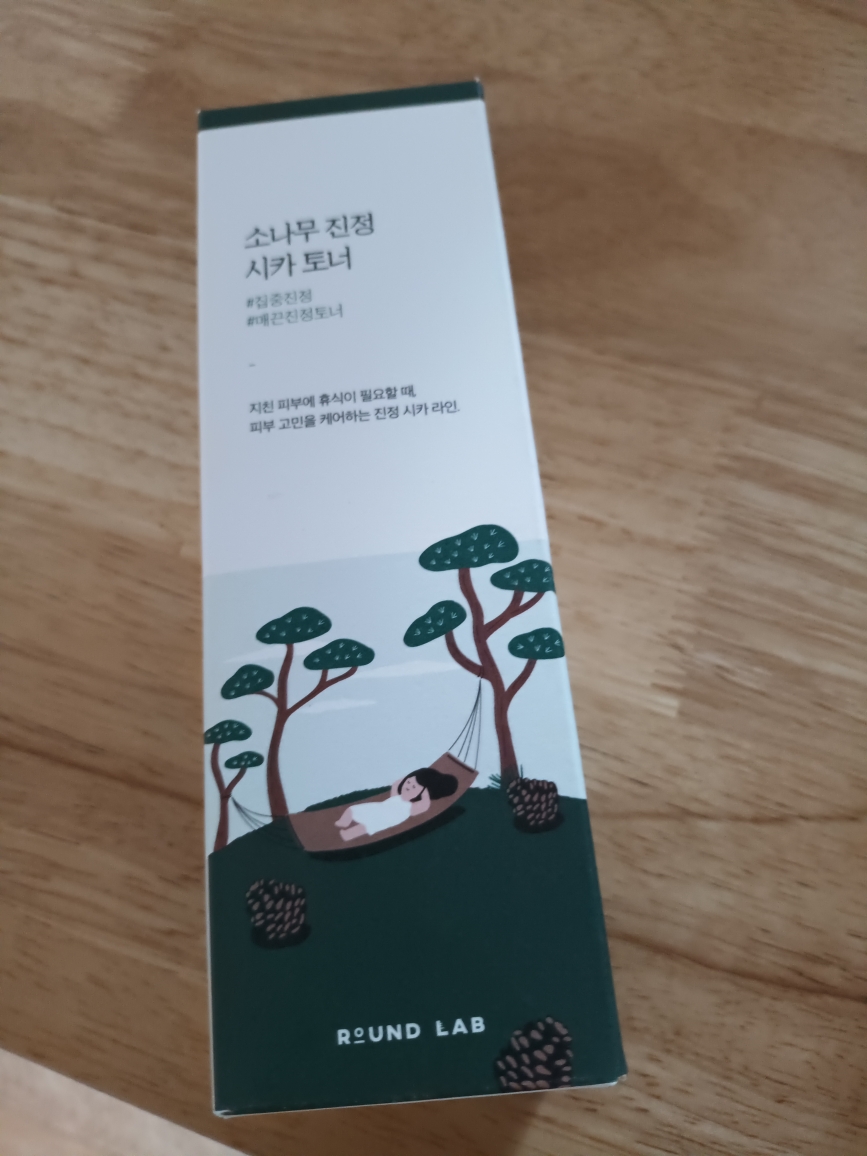 소나무 진정
시카 토너
#집중진정
#매끈진정토너
지친 피부에 휴식이 필요할 때,
피부 고민을 케어하는 진정 시카 라인.
ROUND LAB